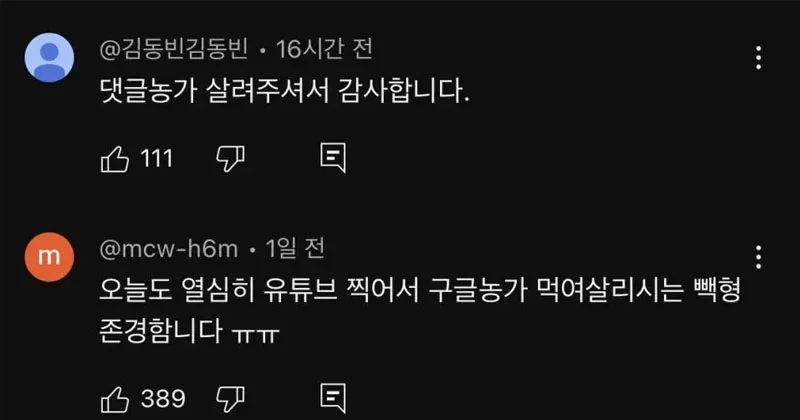 @김동빈김동빈 • 16시간 전
댓글농가 살려주셔서 감사합니다.
111
m
@mcw-h6m • 1일 전
오늘도 열심히 유튜브 찍어서 구글농가 먹여살리시는 빽형
존경함니다 ㅠㅠ
389